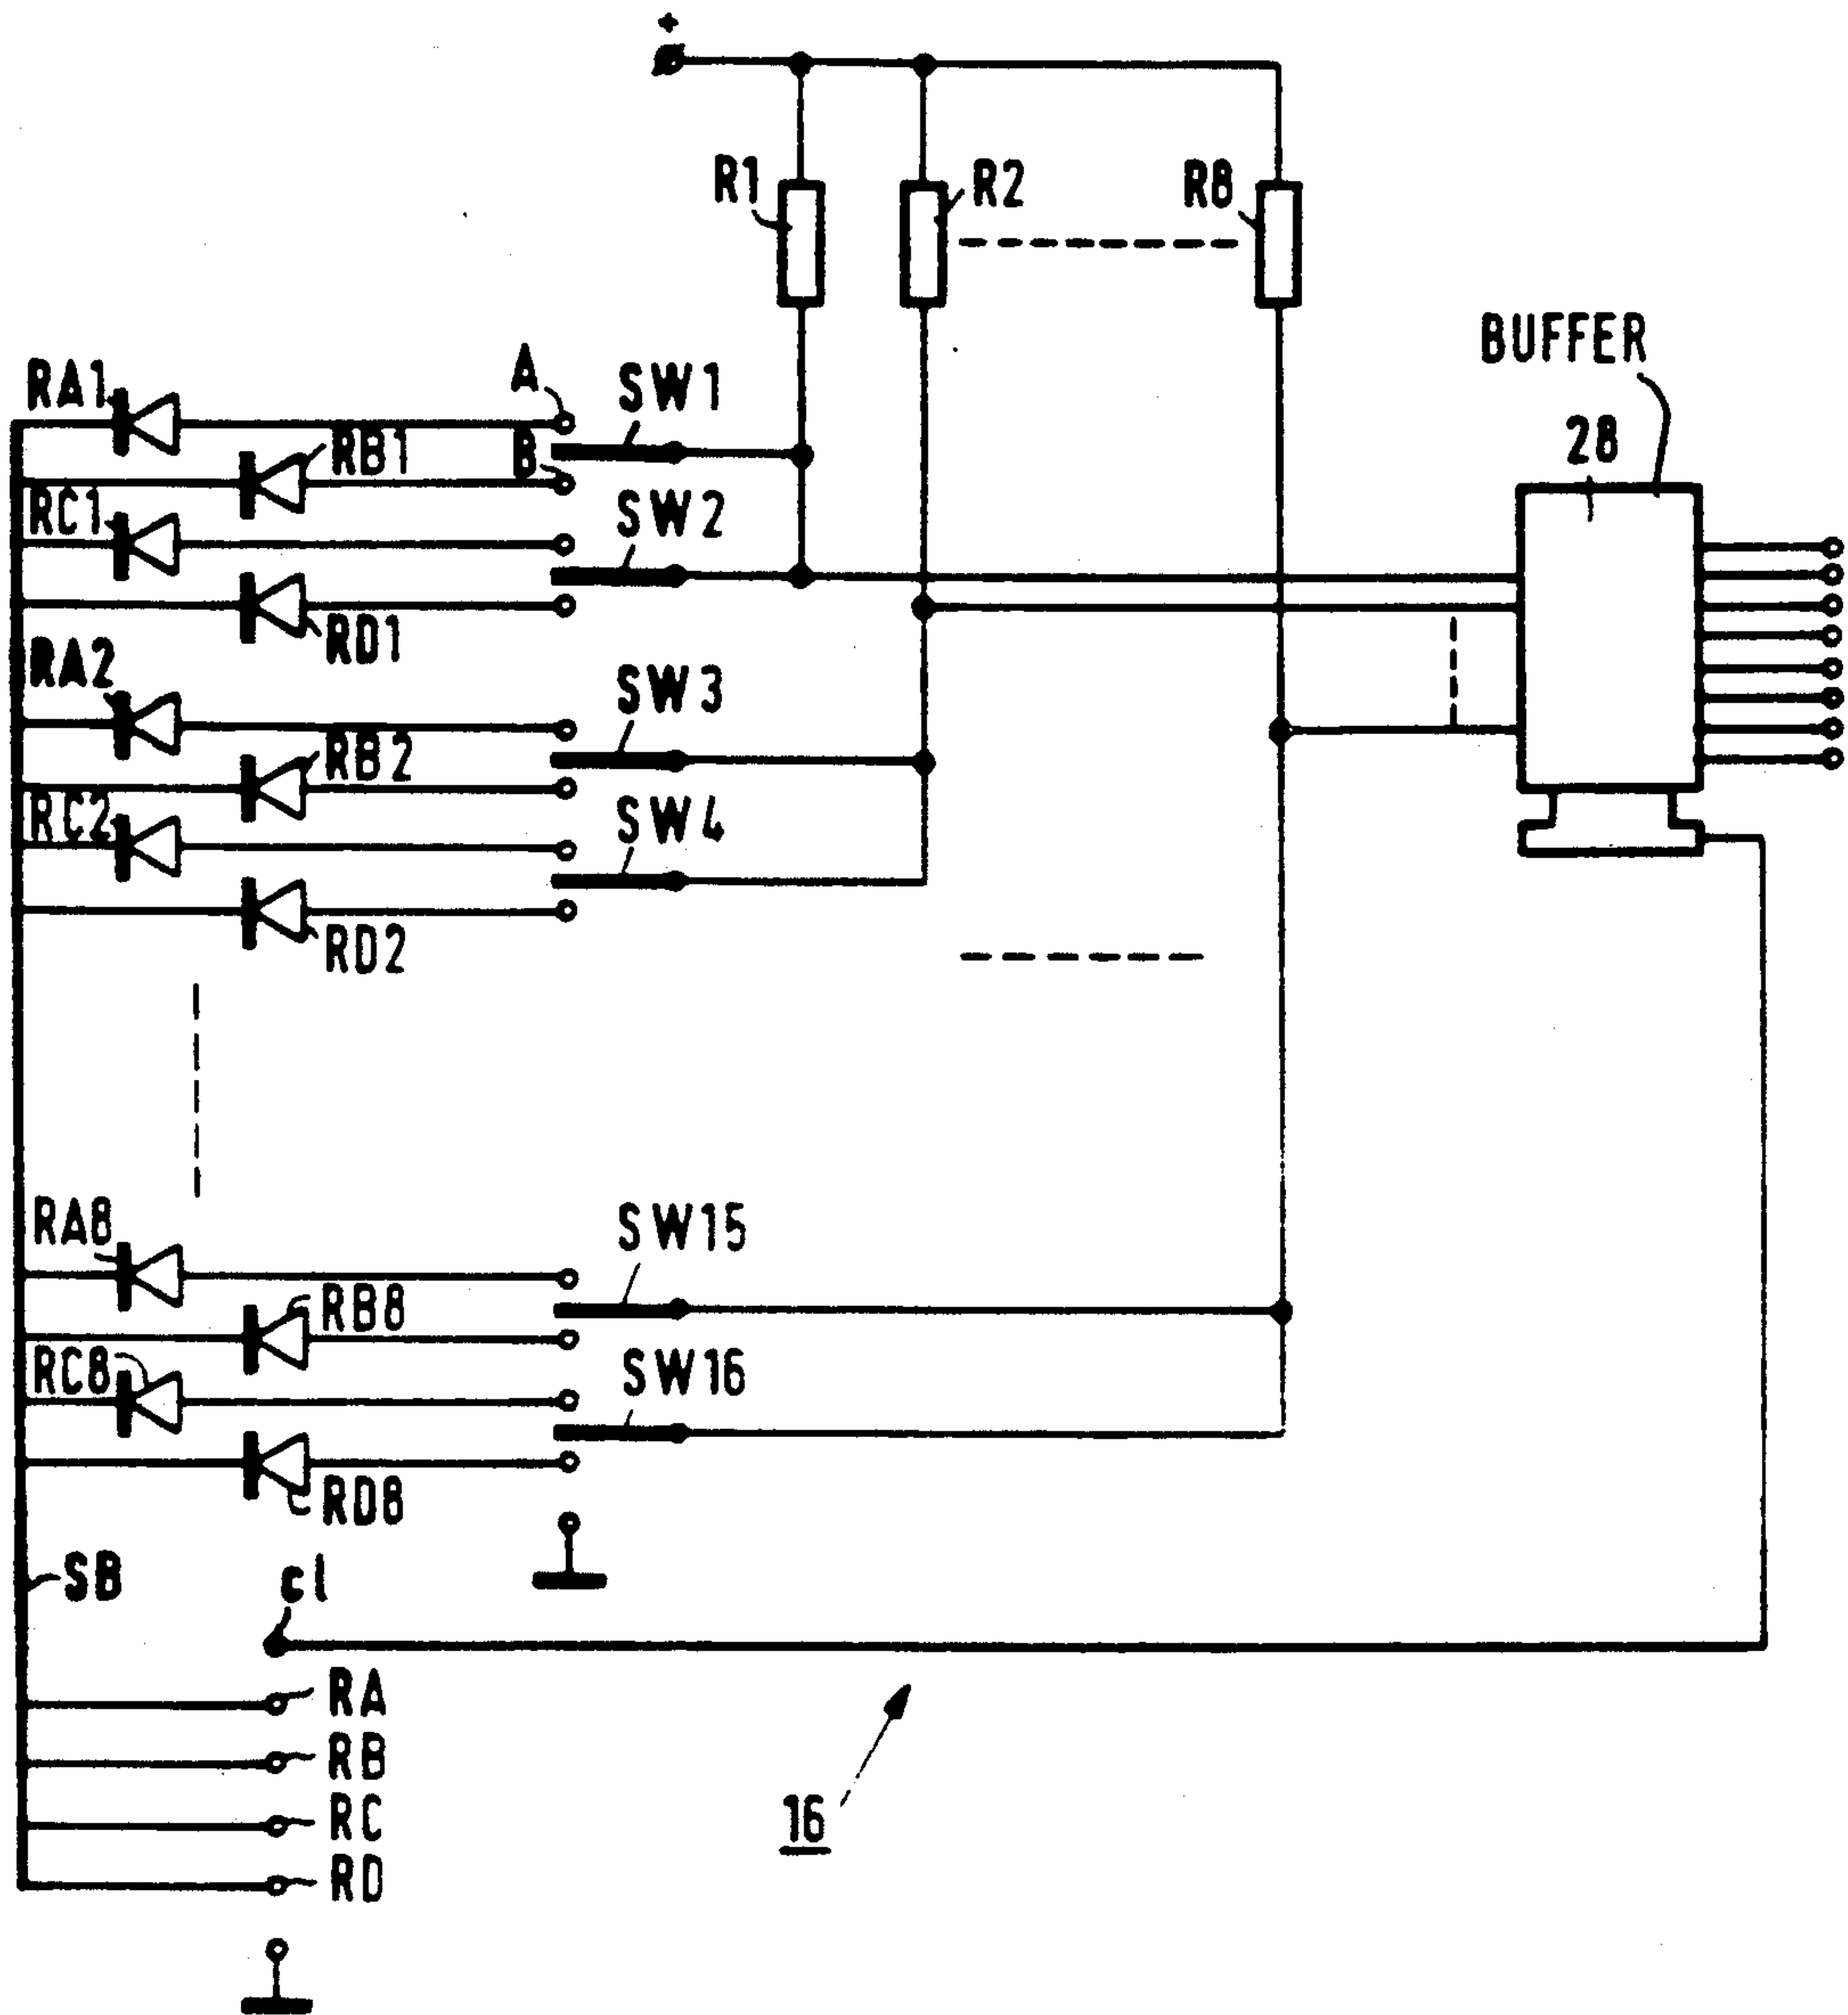 +
R1
R2
R8
BUFFER
28
RA1
A
SW1
RB1
B
RC1
SW2
RD1
RA2
SW3
RB2
RC2
SW4
RD2
RA8
SW15
RB8
RC8
SW16
RD8
SB
cl
RA
RB
RC
RD
16